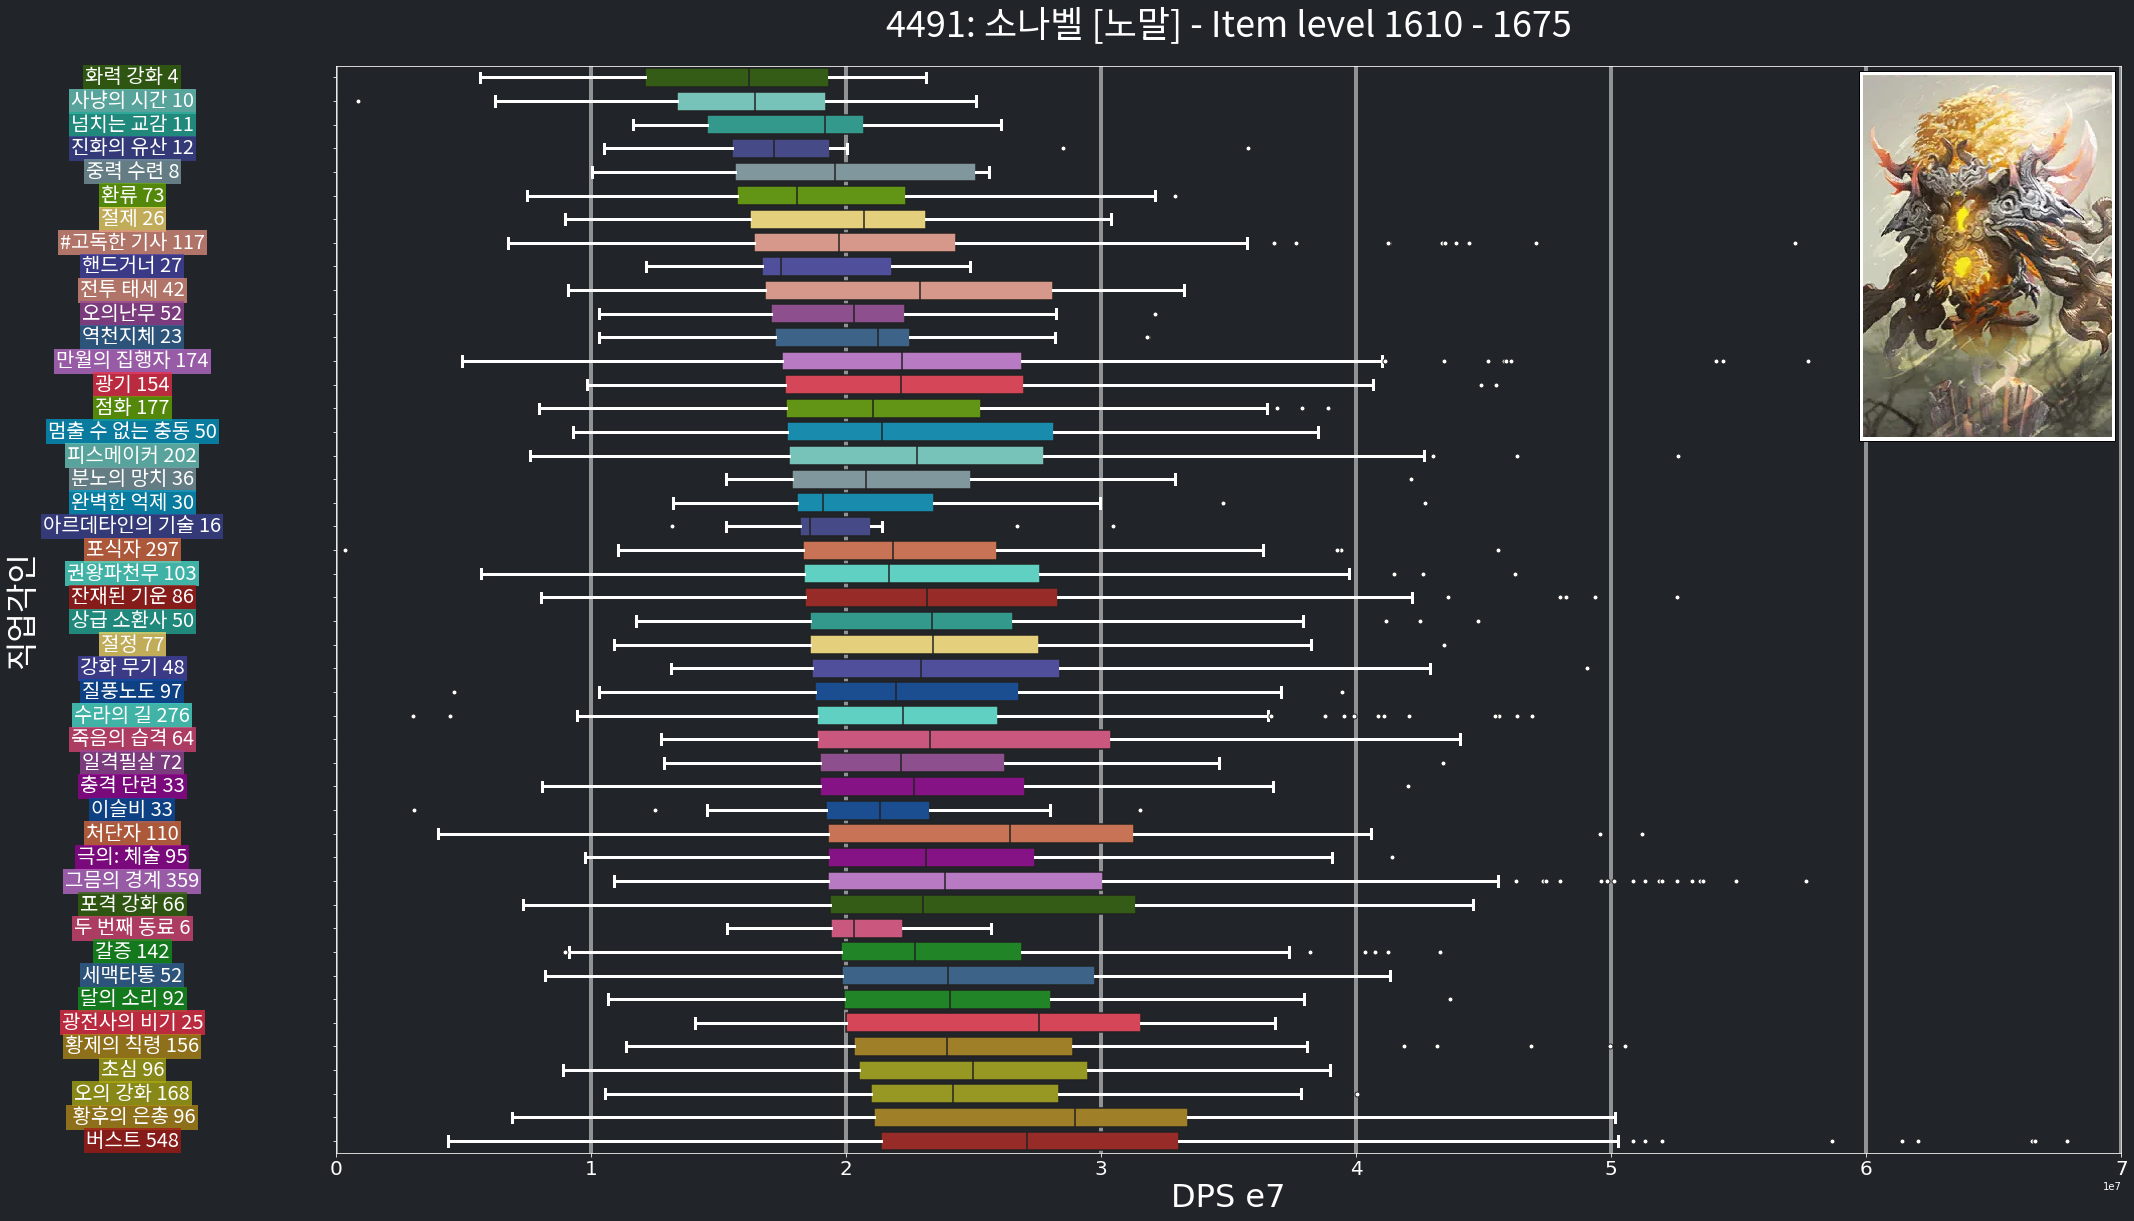 4491: 소나벨 [노말] - Item level 1610 - 1675
화력 강화 4
사냥의 시간 10
넘치는 교감 11
진화의 유산 12
중력 수련 8
환류 73
절제 26
#고독한 기사 117
핸드거너 27
전투 태세 42
오의난무 52
역천지체 23
만월의 집행자 174
광기 154
점화 177
멈출 수 없는 충동 50
피스메이커 202
분노의 망치 36
완벽한 억제 30
아르데타인의 기술 16
포식자 297
권왕파천무 103
잔재된 기운 86
상급 소환사 50
절정 77
강화 무기 48
질풍노도 97
수라의 길 276
죽음의 습격 64
일격필살 72
충격 단련 33
이슬비 33
처단자 110
극의: 체술 95
그믐의 경계 359
포격 강화 66
두 번째 동료 6
갈증 142
세맥타통 52
달의 소리 92
광전사의 비기 25
황제의 칙령 156
초심 96
오의 강화 168
황후의 은총 96
버스트 548
직업각인
0 1 2 3 4 5 6 7
1e7
DPS e7